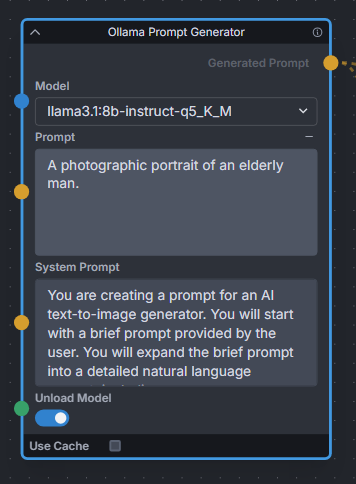 Ollama Prompt Generator
Generated Prompt
Model
llama3.1:8b-instruct-q5_K_M
Prompt
A photographic portrait of an elderly
man.
System Prompt
You are creating a prompt for an AI
text-to-image generator. You will start
with a brief prompt provided by the
user. You will expand the brief prompt
into a detailed natural language
Unload Model
Use Cache